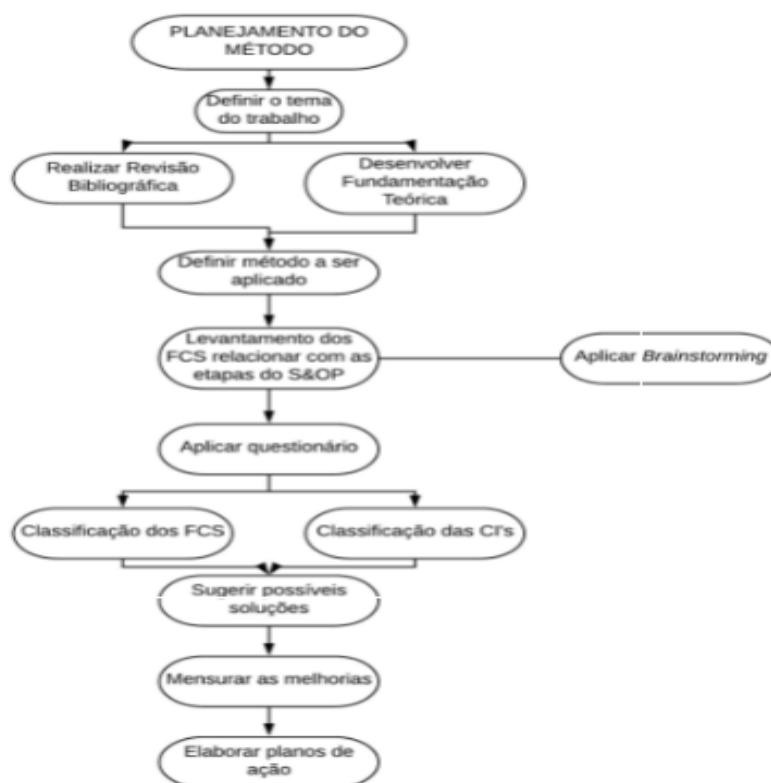 PLANEJAMENTO DO
MÉTODO
Definir o tema
do trabalho
Realizar Revisão
Bibliográfica
Desenvolver
Fundamentação
Teórica
Definir método a ser
aplicado
Levantamento dos
FCS relacionar com as
etapas do S&OP
Aplicar Brainstorming
Aplicar questionário
Classificação dos FCS
Classificação das CI's
Sugerir possíveis
soluções
Mensurar as melhorias
Elaborar planos de
ação